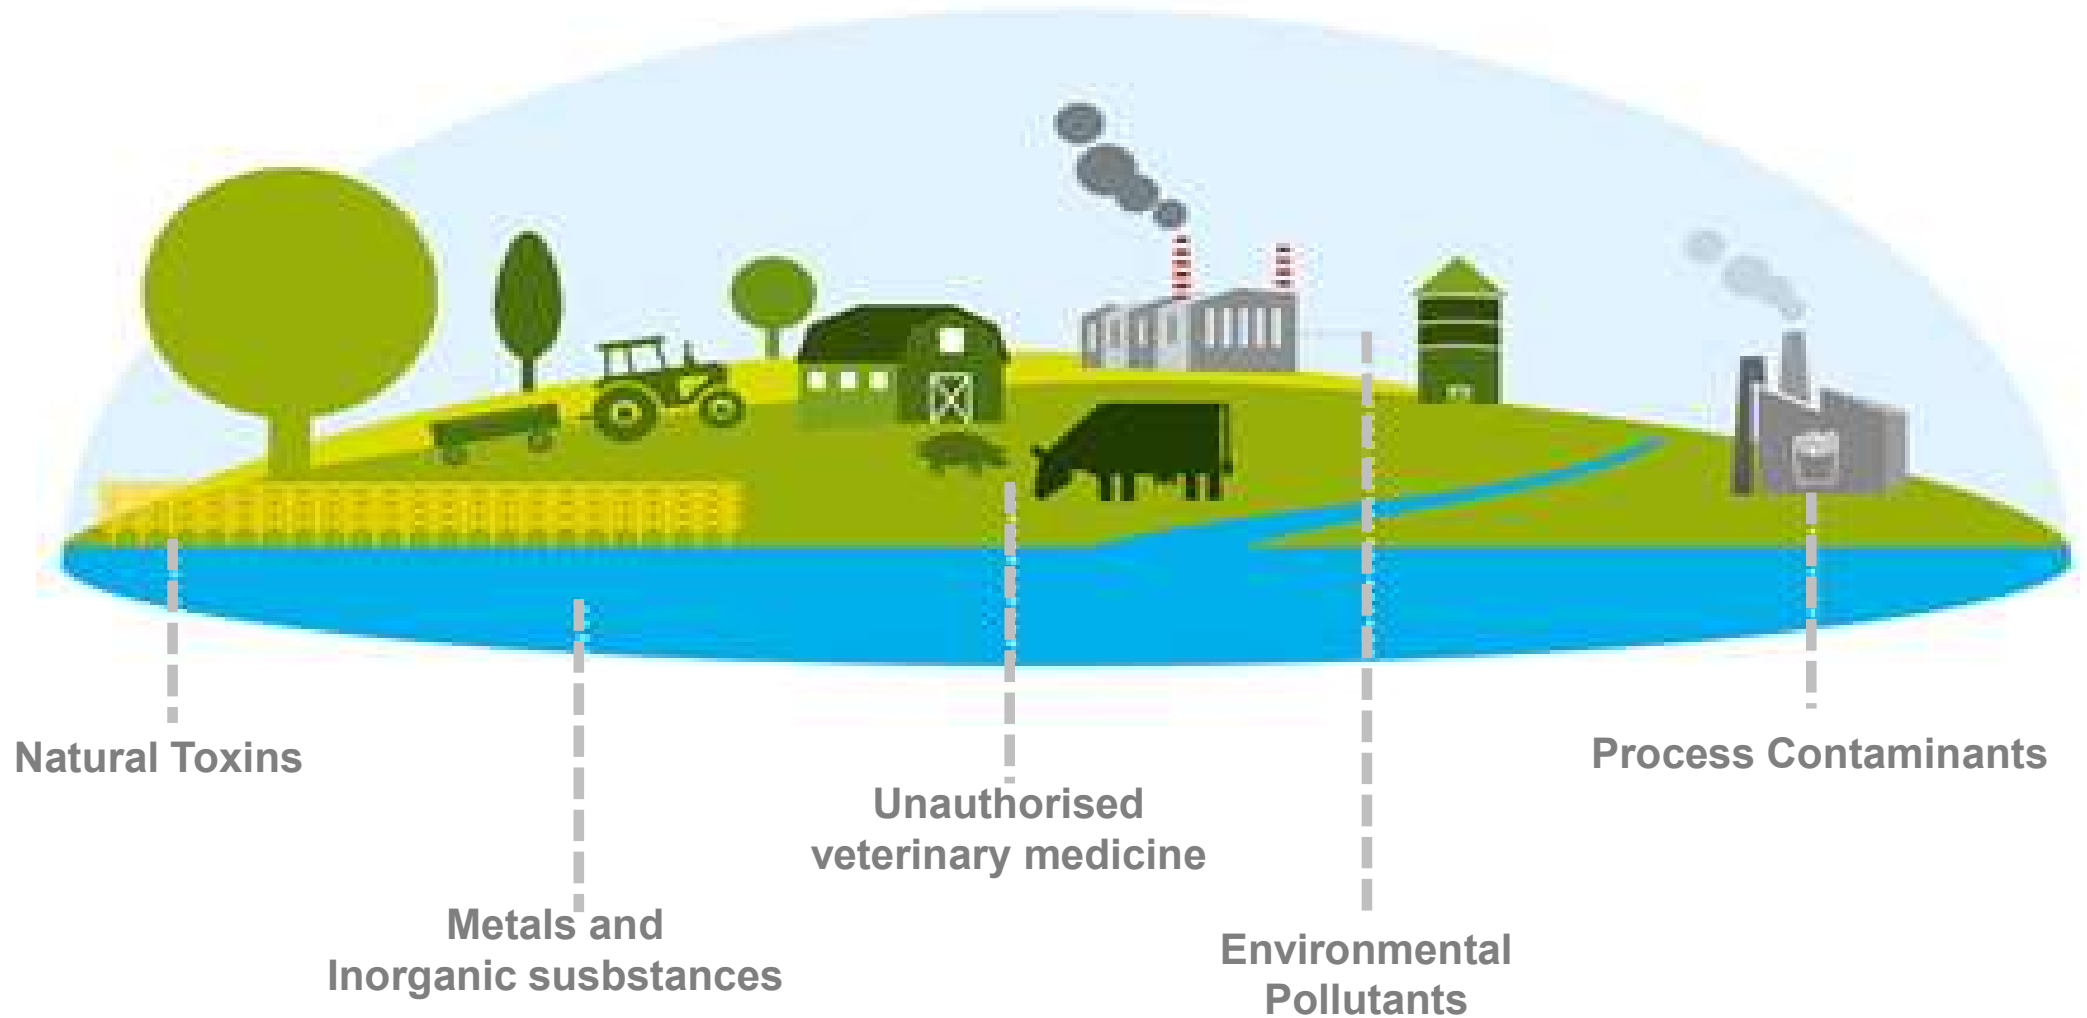 Natural Toxins
Metals and
Inorganic susbstances
Unauthorised
veterinary medicine
Environmental
Pollutants
Process Contaminants